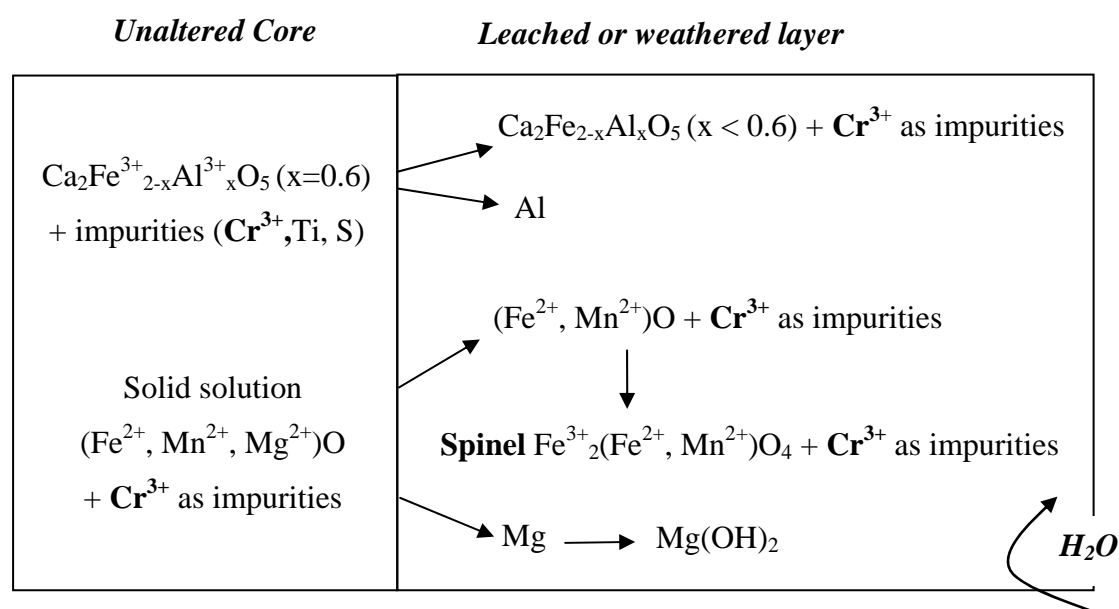 Unaltered Core
Leached or weathered layer
Ca₂Fe³⁺₂₋ₓAl³⁺ₓO₅ (x=0.6)
+ impurities (Cr³⁺,Ti, S)
Ca₂Fe₂₋ₓAlₓO₅ (x < 0.6) + Cr³⁺ as impurities
Al
Solid solution
(Fe²⁺, Mn²⁺, Mg²⁺)O
+ Cr³⁺ as impurities
(Fe²⁺, Mn²⁺)O + Cr³⁺ as impurities
Spinel Fe³⁺₂(Fe²⁺, Mn²⁺)O₄ + Cr³⁺ as impurities
Mg
Mg(OH)₂
H₂O